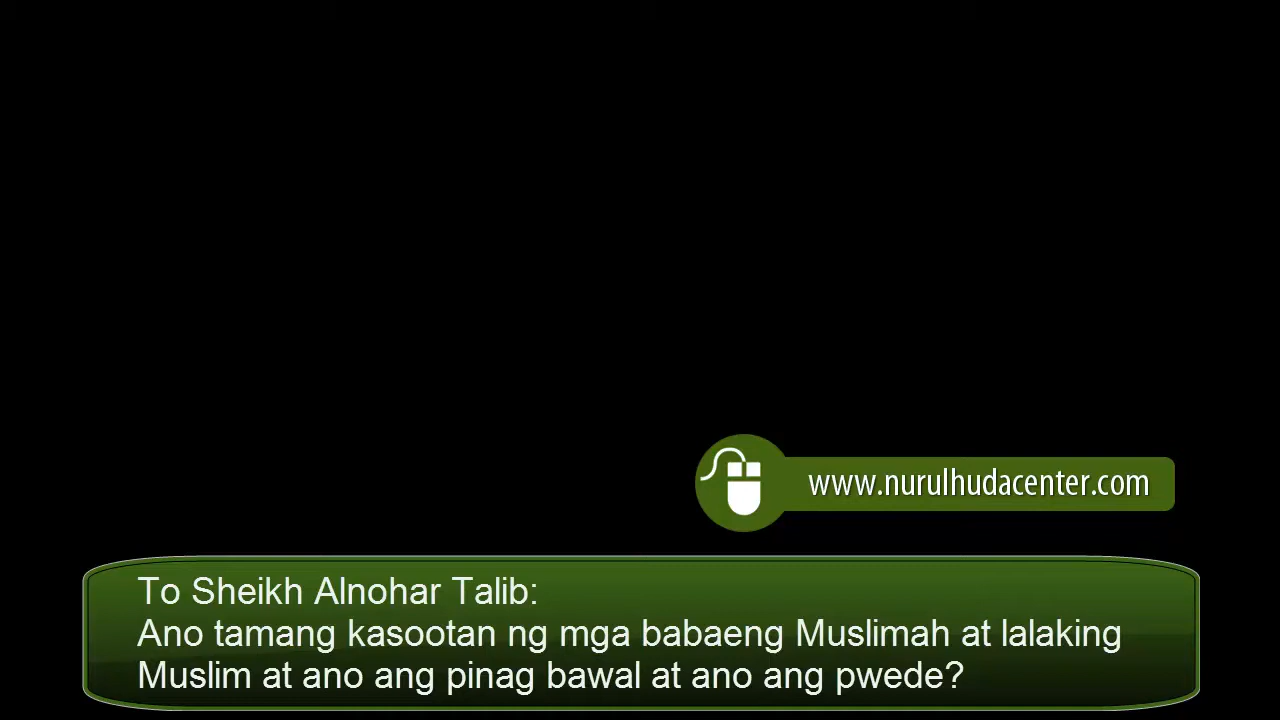 www.nurulhudacenter.com
To Sheikh Alnohar Talib:
Ano tamang kasootan ng mga babaeng Muslimah at lalaking
Muslim at ano ang pinag bawal at ano ang pwede?